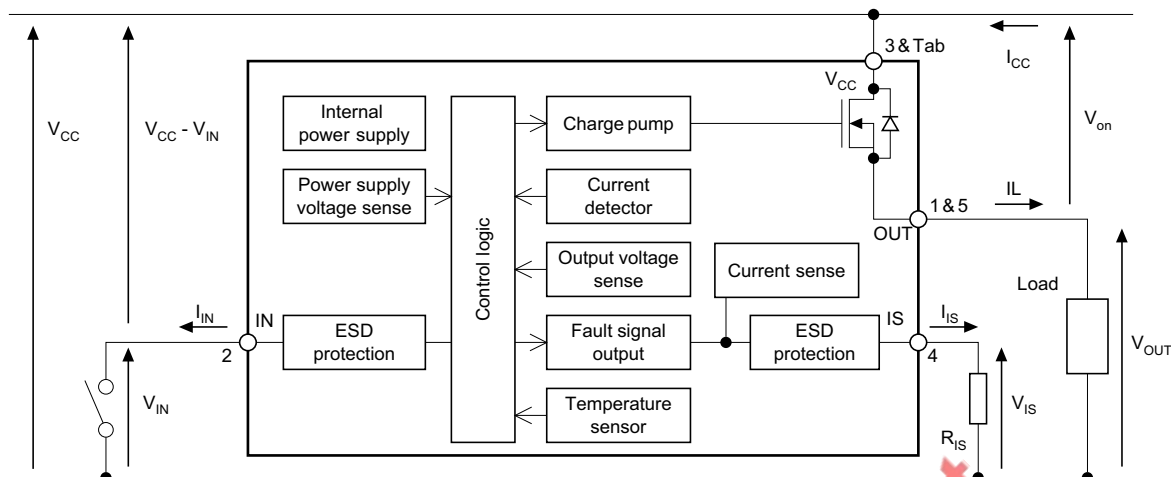 3 & Tab
I_CC
V_CC
V_CC
V_CC - V_IN
V_on
Internal
power supply
Charge pump
Power supply
voltage sense
Current
detector
Control logic
Output voltage
sense
Current sense
1 & 5
IL
OUT
Load
V_OUT
I_IN
IN
2
ESD
protection
Fault signal
output
ESD
protection
IS
I_IS
4
V_IN
V_IS
Temperature
sensor
R_IS